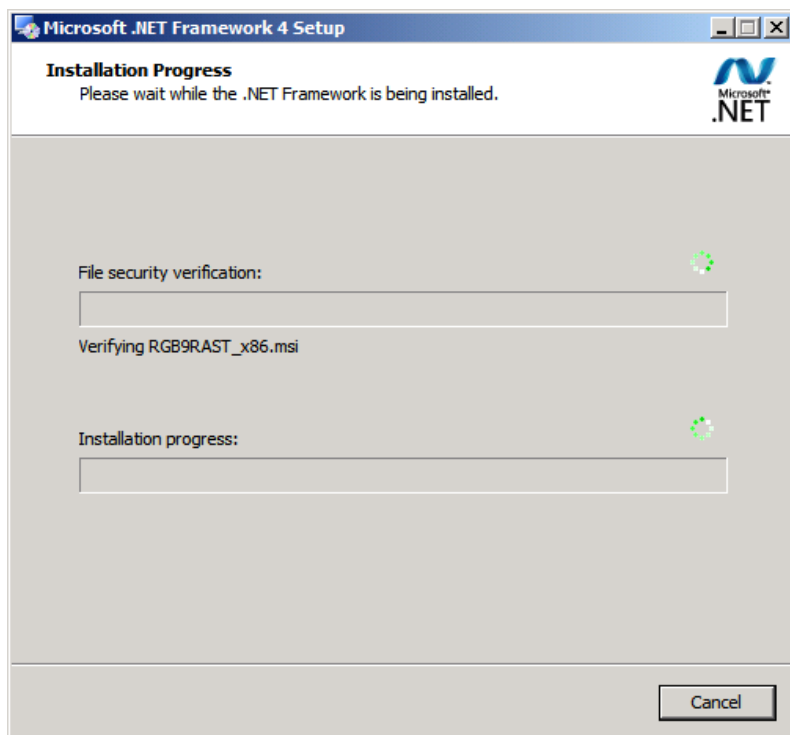 Microsoft .NET Framework 4 Setup
Installation Progress
Please wait while the .NET Framework is being installed.
Microsoft®
.NET
File security verification:
Verifying RGB9RAST_x86.msi
Installation progress:
Cancel